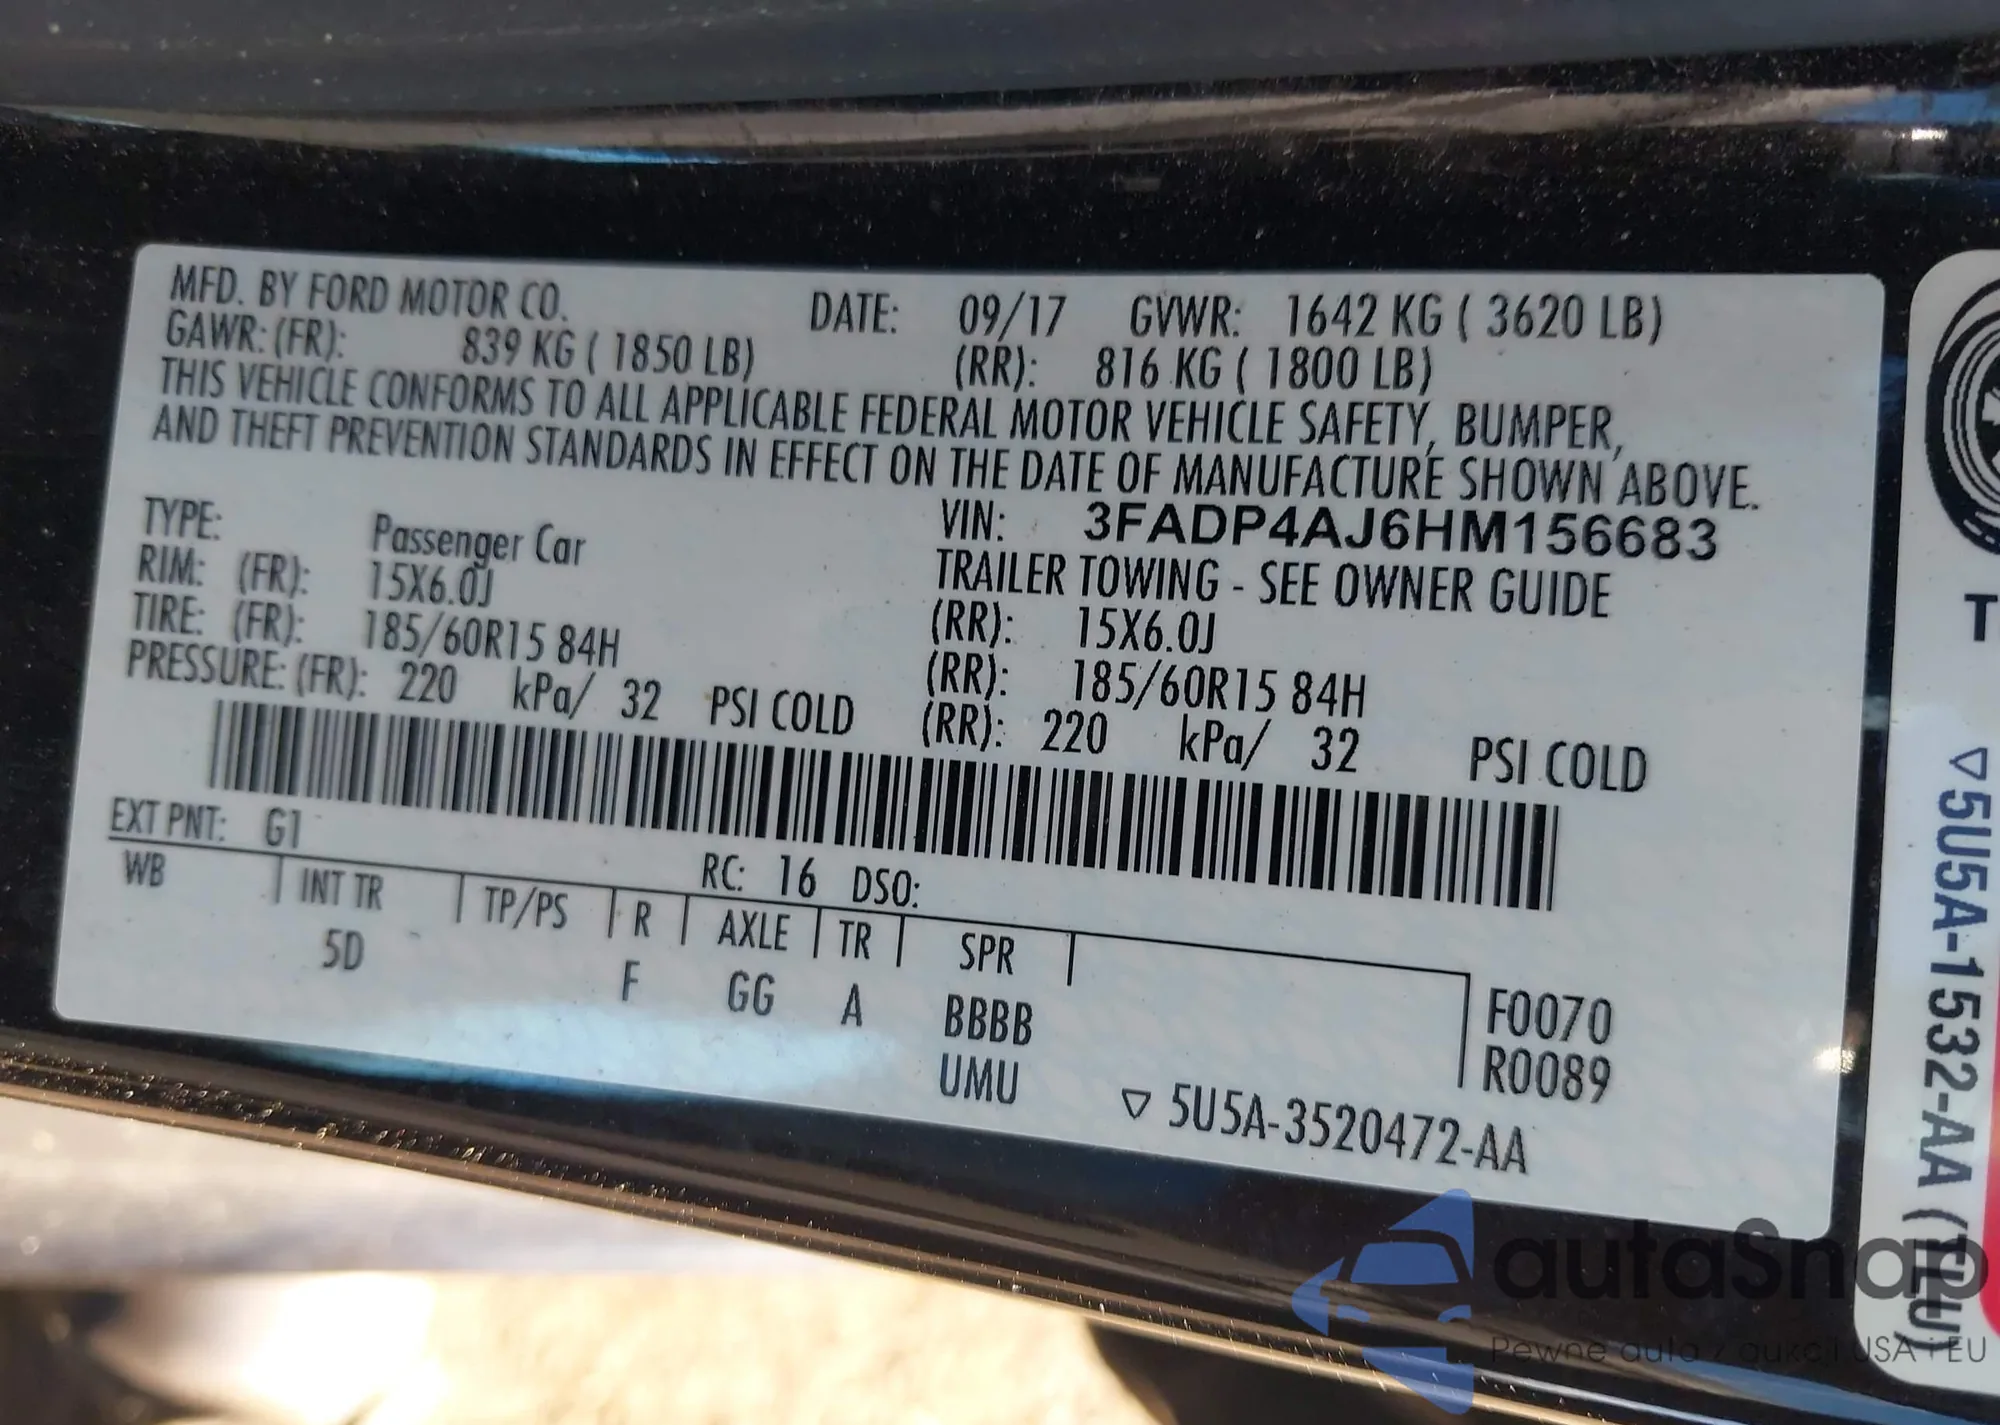 MFD. BY FORD MOTOR CO. DATE: 09/17 GVWR: 1642 KG ( 3620 LB)
GAWR: (FR): 839 KG ( 1850 LB) (RR): 816 KG ( 1800 LB)
THIS VEHICLE CONFORMS TO ALL APPLICABLE FEDERAL MOTOR VEHICLE SAFETY, BUMPER,
AND THEFT PREVENTION STANDARDS IN EFFECT ON THE DATE OF MANUFACTURE SHOWN ABOVE.
VIN: 3FADP4AJ6HM156683
TYPE: Passenger Car TRAILER TOWING - SEE OWNER GUIDE
RIM: (FR): 15X6.0J (RR): 15X6.0J
TIRE: (FR): 185/60R15 84H (RR): 185/60R15 84H
PRESSURE: (FR): 220 kPa/ 32 PSI COLD (RR): 220 kPa/ 32 PSI COLD
EXT PNT: G1 RC: 16 DSO:
WB INT TR TP/PS R AXLE TR SPR
5D F GG A BBBB F0070
UMU R0089
▽ 5U5A-3520472-AA
T
▽5U5A-1532-AA (TLU)
autaSnap
Pewne auta z aukcji USA i EU